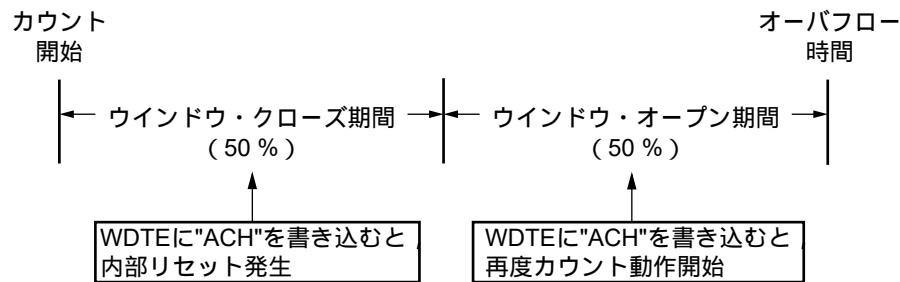 カウント
開始
オーバフロー
時間
ウインドウ・クローズ期間
(50 %)
ウインドウ・オープン期間
(50 %)
WDTEに"ACH"を書き込むと，
内部リセット発生
WDTEに"ACH"を書き込むと，
再度カウント動作開始